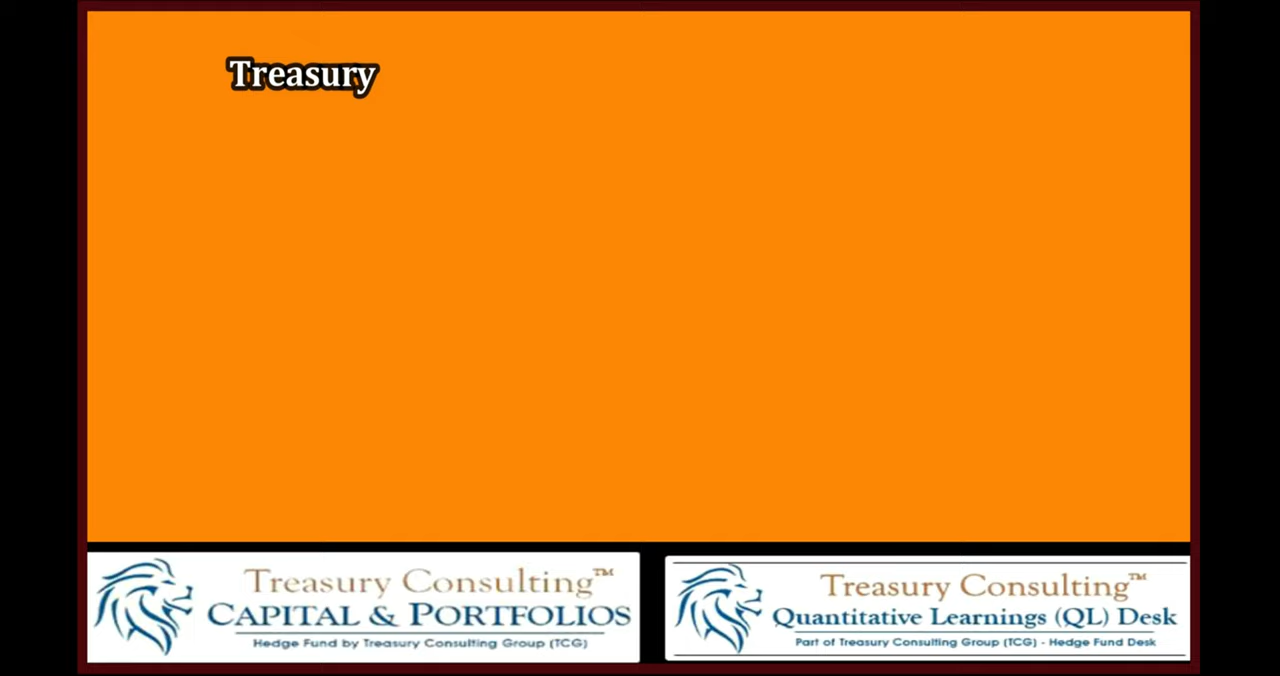 Treasury
Treasury Consulting™
CAPITAL & PORTFOLIOS
Hedge Fund by Treasury Consulting Group (TCG)
Treasury Consulting™
Quantitative Learnings (QL) Desk
Part of Treasury Consulting Group (TCG) - Hedge Fund Desk